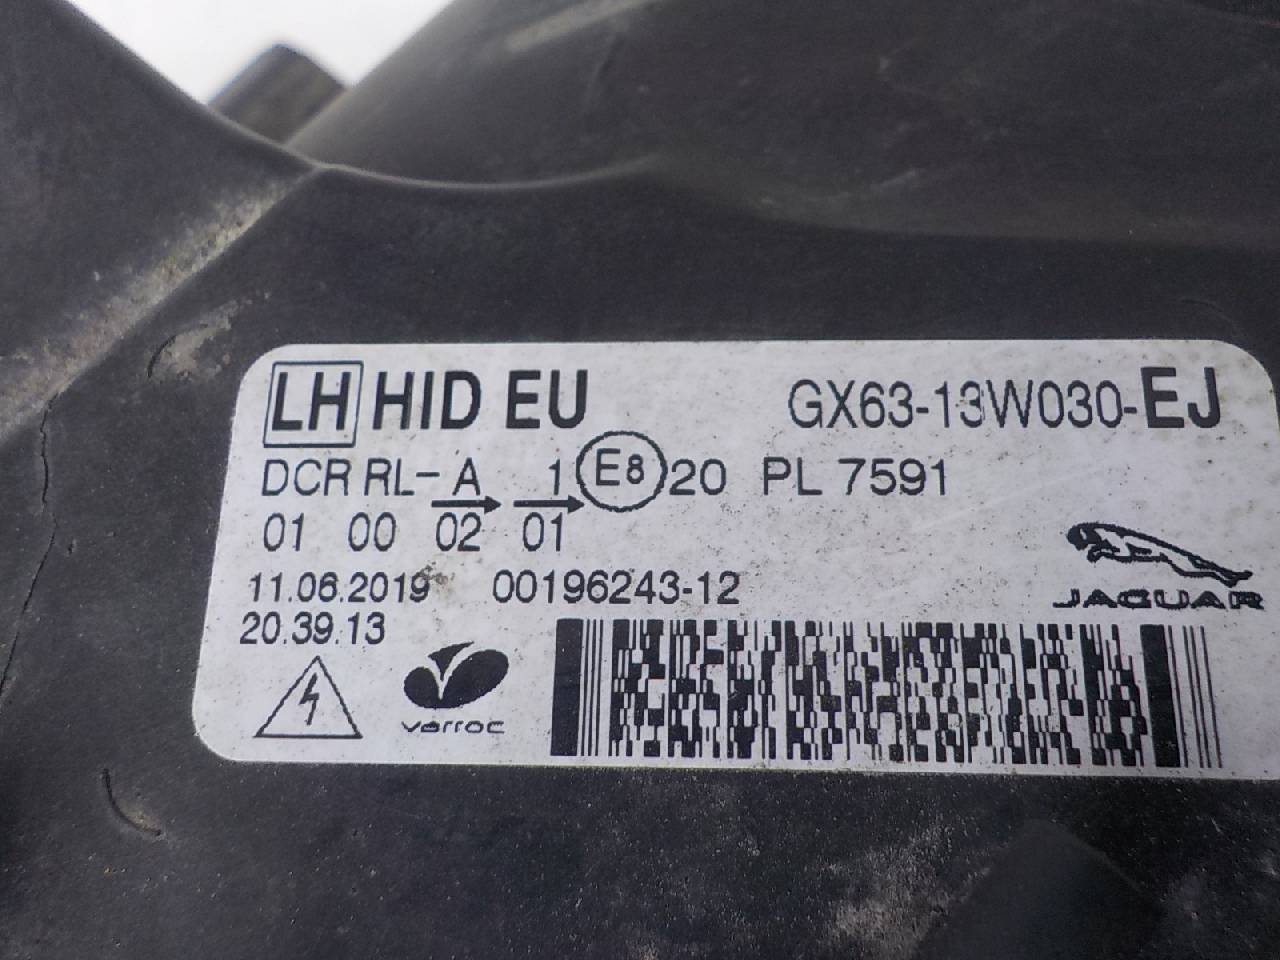 LH HID EU GX63-13W030-EJ
DCR RL- A 1 E8 20 PL 7591
01 00 02 01
11.06.2019 00196243-12
20.39.13
JAGUAR
varroc